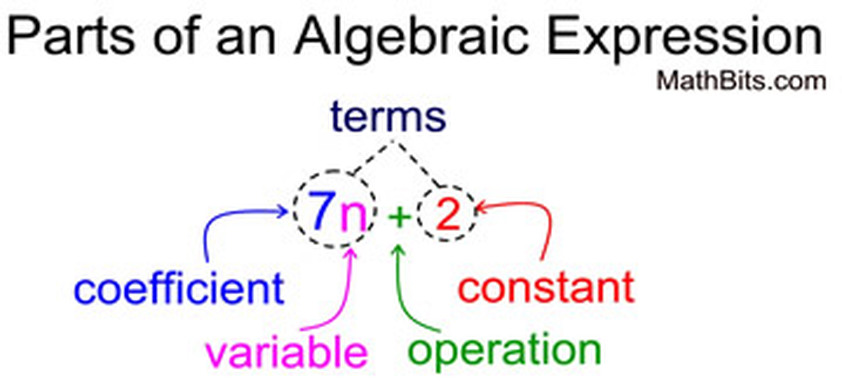 Parts of an Algebraic Expression
MathBits.com
terms
7n + 2
coefficient
constant
variable
operation